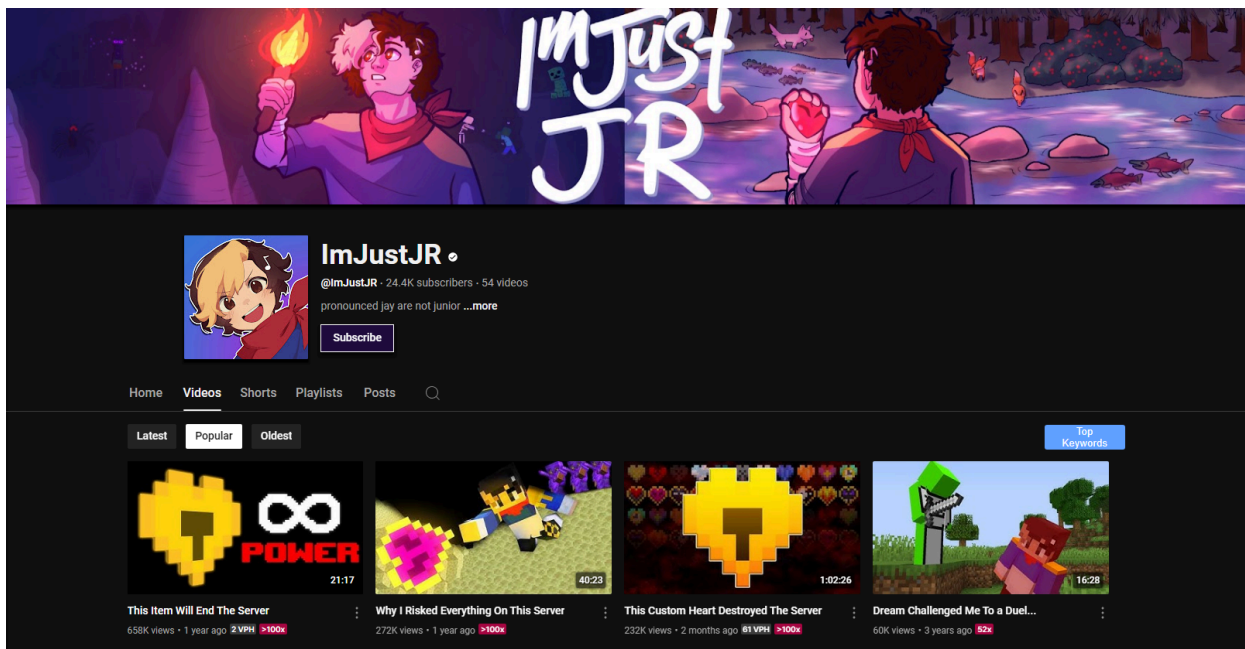 ImJust
JR
ImJustJR
@ImJustJR · 24.4K subscribers · 54 videos
pronounced jay are not junior ...more
Subscribe
Home Videos Shorts Playlists Posts
Latest Popular Oldest
Top
Keywords
∞
POWER
21:17
40:23
1:02:26
16:28
This Item Will End The Server
658K views • 1 year ago 2 VPH >100x
Why I Risked Everything On This Server
272K views • 1 year ago >100x
This Custom Heart Destroyed The Server
232K views • 2 months ago 61 VPH >100x
Dream Challenged Me To a Duel...
60K views • 3 years ago 52x